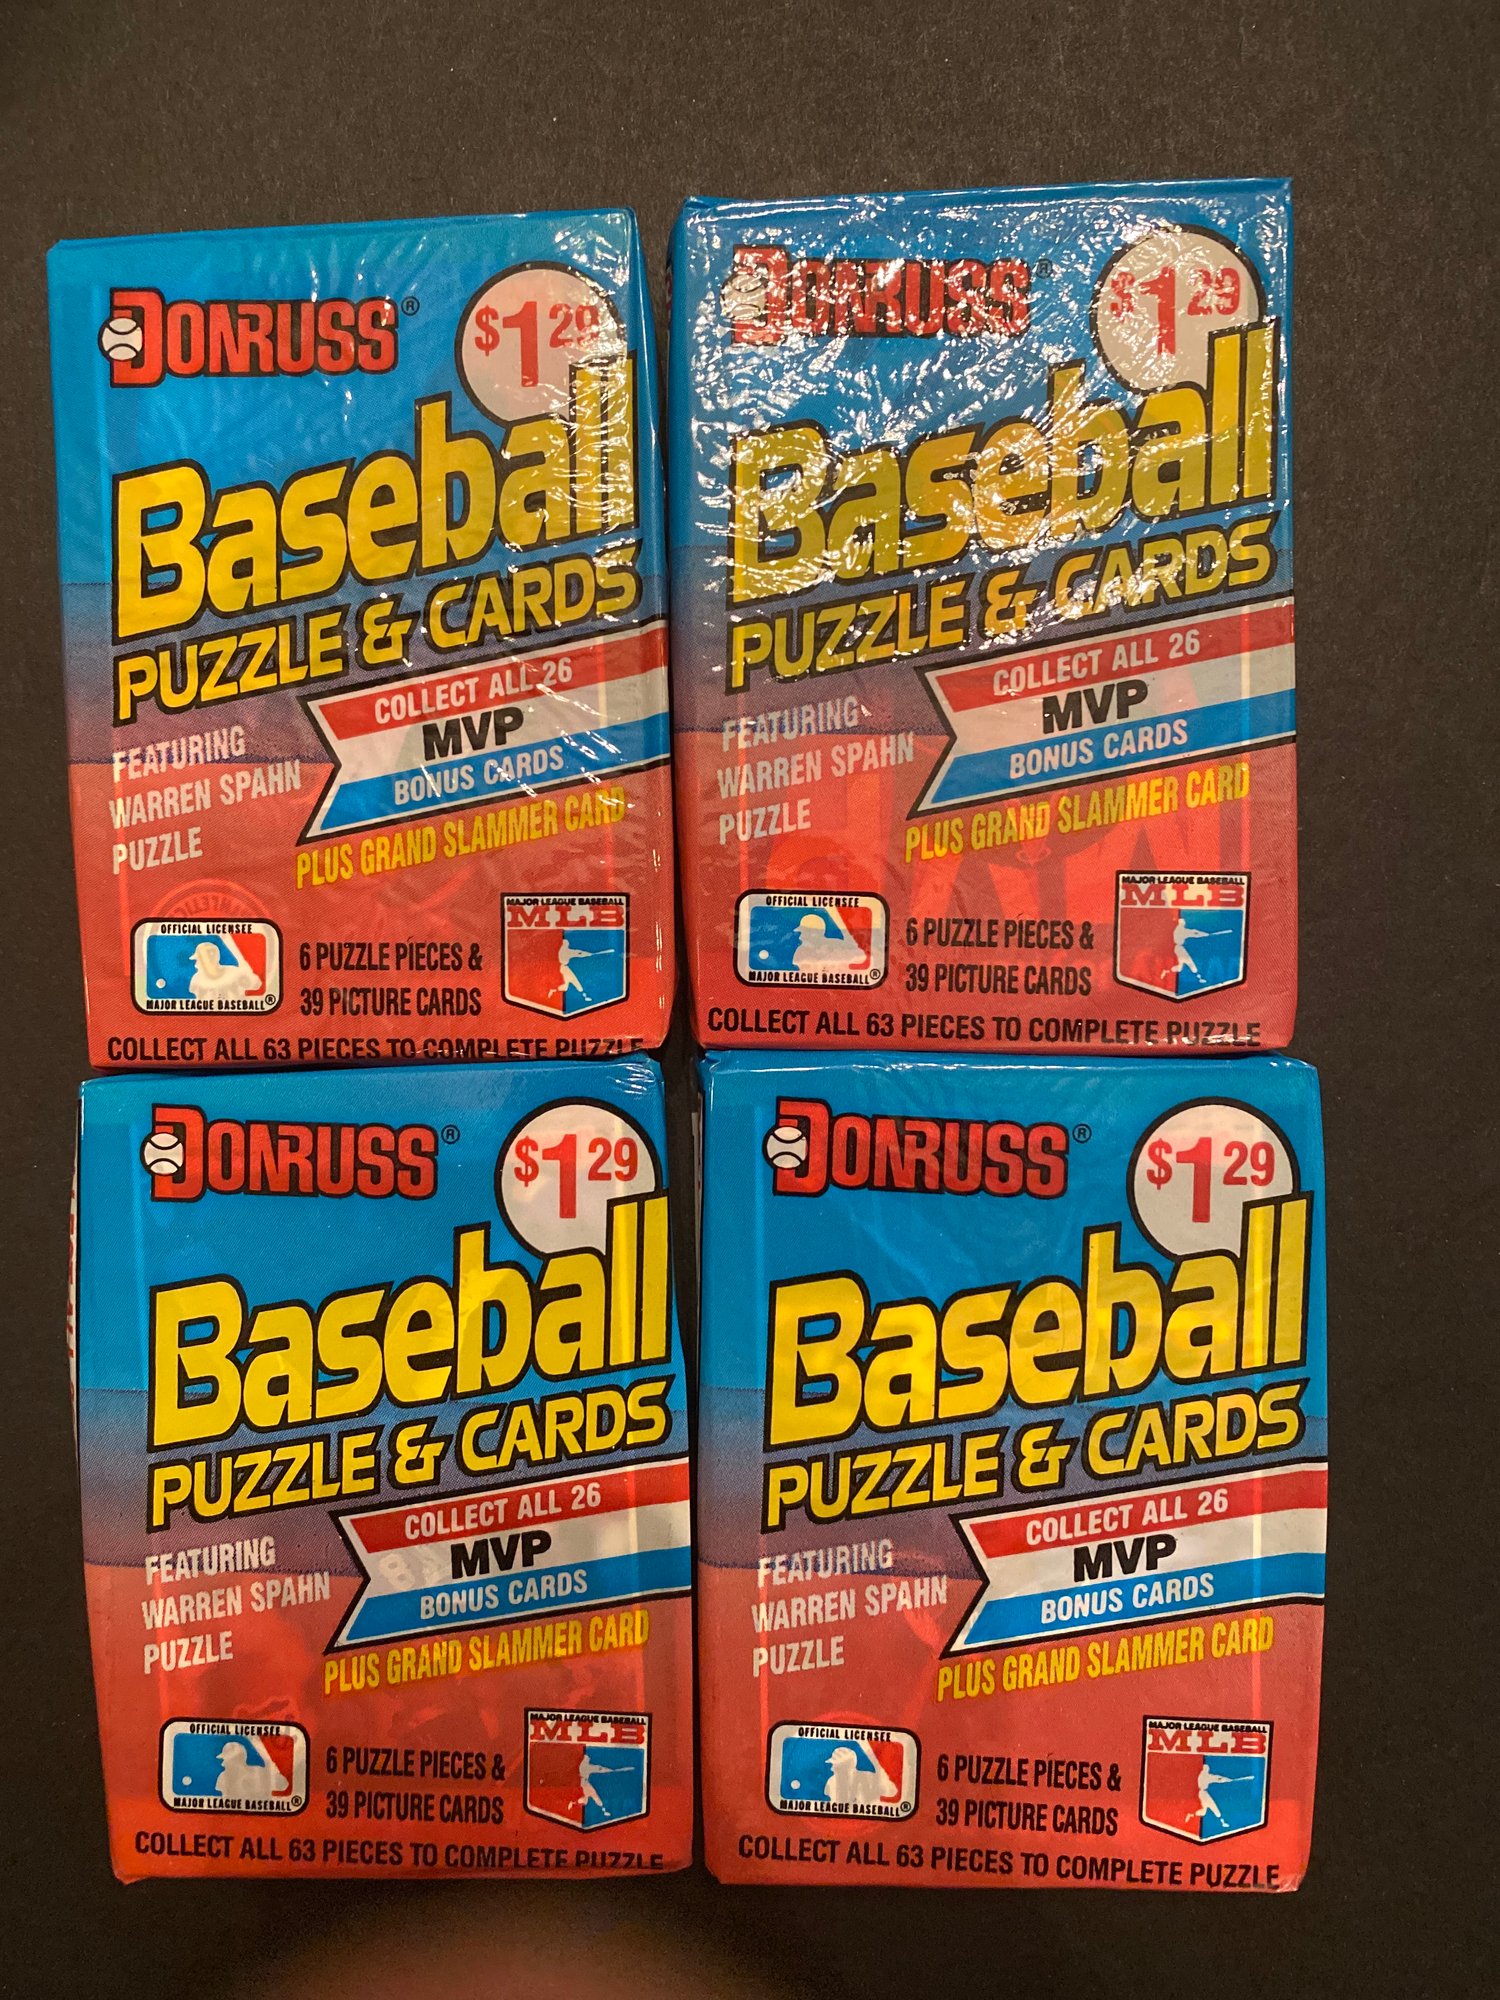 DONRUSS®
$1 29
Baseball
PUZZLE & CARDS
COLLECT ALL 26
MVP
BONUS CARDS
FEATURING
WARREN SPAHN
PUZZLE
PLUS GRAND SLAMMER CARD
OFFICIAL LICENSEE
MAJOR LEAGUE BASEBALL®
6 PUZZLE PIECES &
39 PICTURE CARDS
MAJOR LEAGUE BASEBALL
MLB
COLLECT ALL 63 PIECES TO COMPLETE PUZZLE
DONRUSS®
$1 29
Baseball
PUZZLE & CARDS
COLLECT ALL 26
MVP
BONUS CARDS
FEATURING
WARREN SPAHN
PUZZLE
PLUS GRAND SLAMMER CARD
OFFICIAL LICENSEE
MAJOR LEAGUE BASEBALL®
6 PUZZLE PIECES &
39 PICTURE CARDS
MAJOR LEAGUE BASEBALL
MLB
COLLECT ALL 63 PIECES TO COMPLETE PUZZLE
DONRUSS®
$1 29
Baseball
PUZZLE & CARDS
COLLECT ALL 26
MVP
BONUS CARDS
FEATURING
WARREN SPAHN
PUZZLE
PLUS GRAND SLAMMER CARD
OFFICIAL LICENSEE
MAJOR LEAGUE BASEBALL®
6 PUZZLE PIECES &
39 PICTURE CARDS
MAJOR LEAGUE BASEBALL
MLB
COLLECT ALL 63 PIECES TO COMPLETE PUZZLE
DONRUSS®
$1 29
Baseball
PUZZLE & CARDS
COLLECT ALL 26
MVP
BONUS CARDS
FEATURING
WARREN SPAHN
PUZZLE
PLUS GRAND SLAMMER CARD
OFFICIAL LICENSEE
MAJOR LEAGUE BASEBALL®
6 PUZZLE PIECES &
39 PICTURE CARDS
MAJOR LEAGUE BASEBALL
MLB
COLLECT ALL 63 PIECES TO COMPLETE PUZZLE